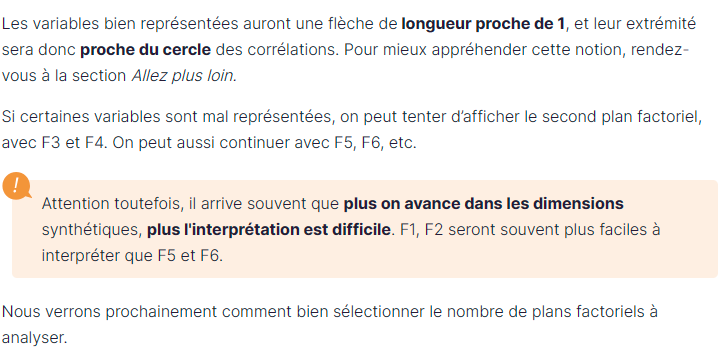 Les variables bien représentées auront une flèche de longueur proche de 1, et leur extrémité
sera donc proche du cercle des corrélations. Pour mieux appréhender cette notion, rendez-
vous à la section Allez plus loin.
Si certaines variables sont mal représentées, on peut tenter d'afficher le second plan factoriel,
avec F3 et F4. On peut aussi continuer avec F5, F6, etc.
!
Attention toutefois, il arrive souvent que plus on avance dans les dimensions
synthétiques, plus l'interprétation est difficile. F1, F2 seront souvent plus faciles à
interpréter que F5 et F6.
Nous verrons prochainement comment bien sélectionner le nombre de plans factoriels à
analyser.